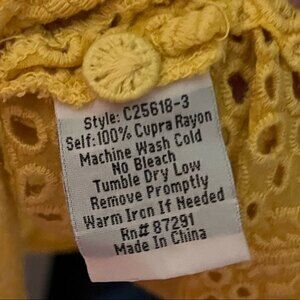 Style: C25618-3
Self:100% Cupra Rayon
Machine Wash Cold
No Bleach
Tumble Dry Low
Remove Promptly
Warm Iron If Needed
Rn# 87291
Made In China